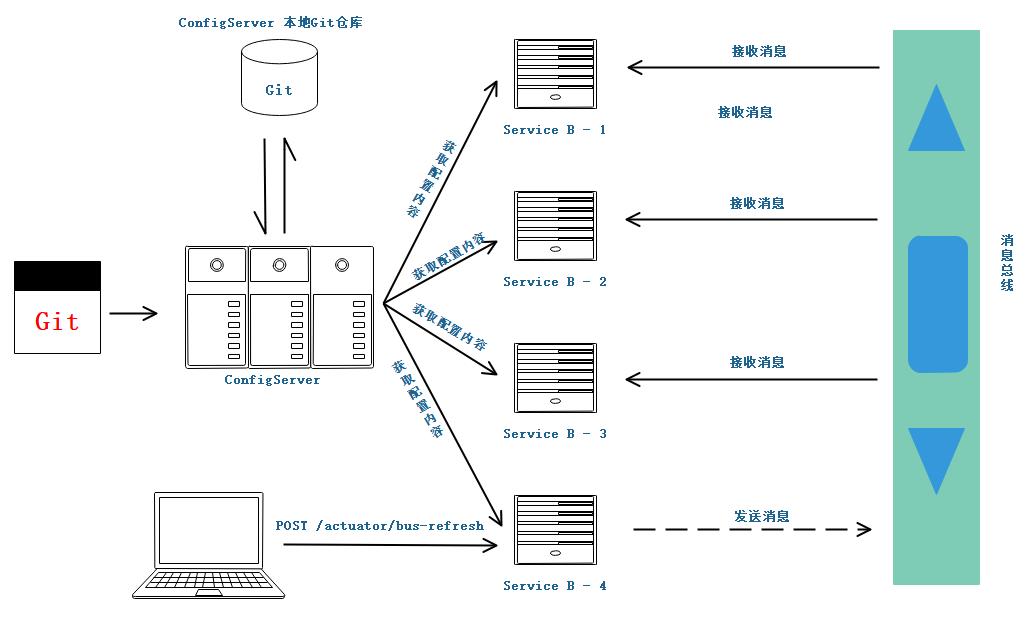 ConfigServer 本地Git仓库
Git
接收消息
Service B - 1
接收消息
获取配置内容
接收消息
Service B - 2
获取配置内容
消息总线
Git
ConfigServer
获取配置内容
接收消息
Service B - 3
获取配置内容
POST /actuator/bus-refresh
发送消息
Service B - 4